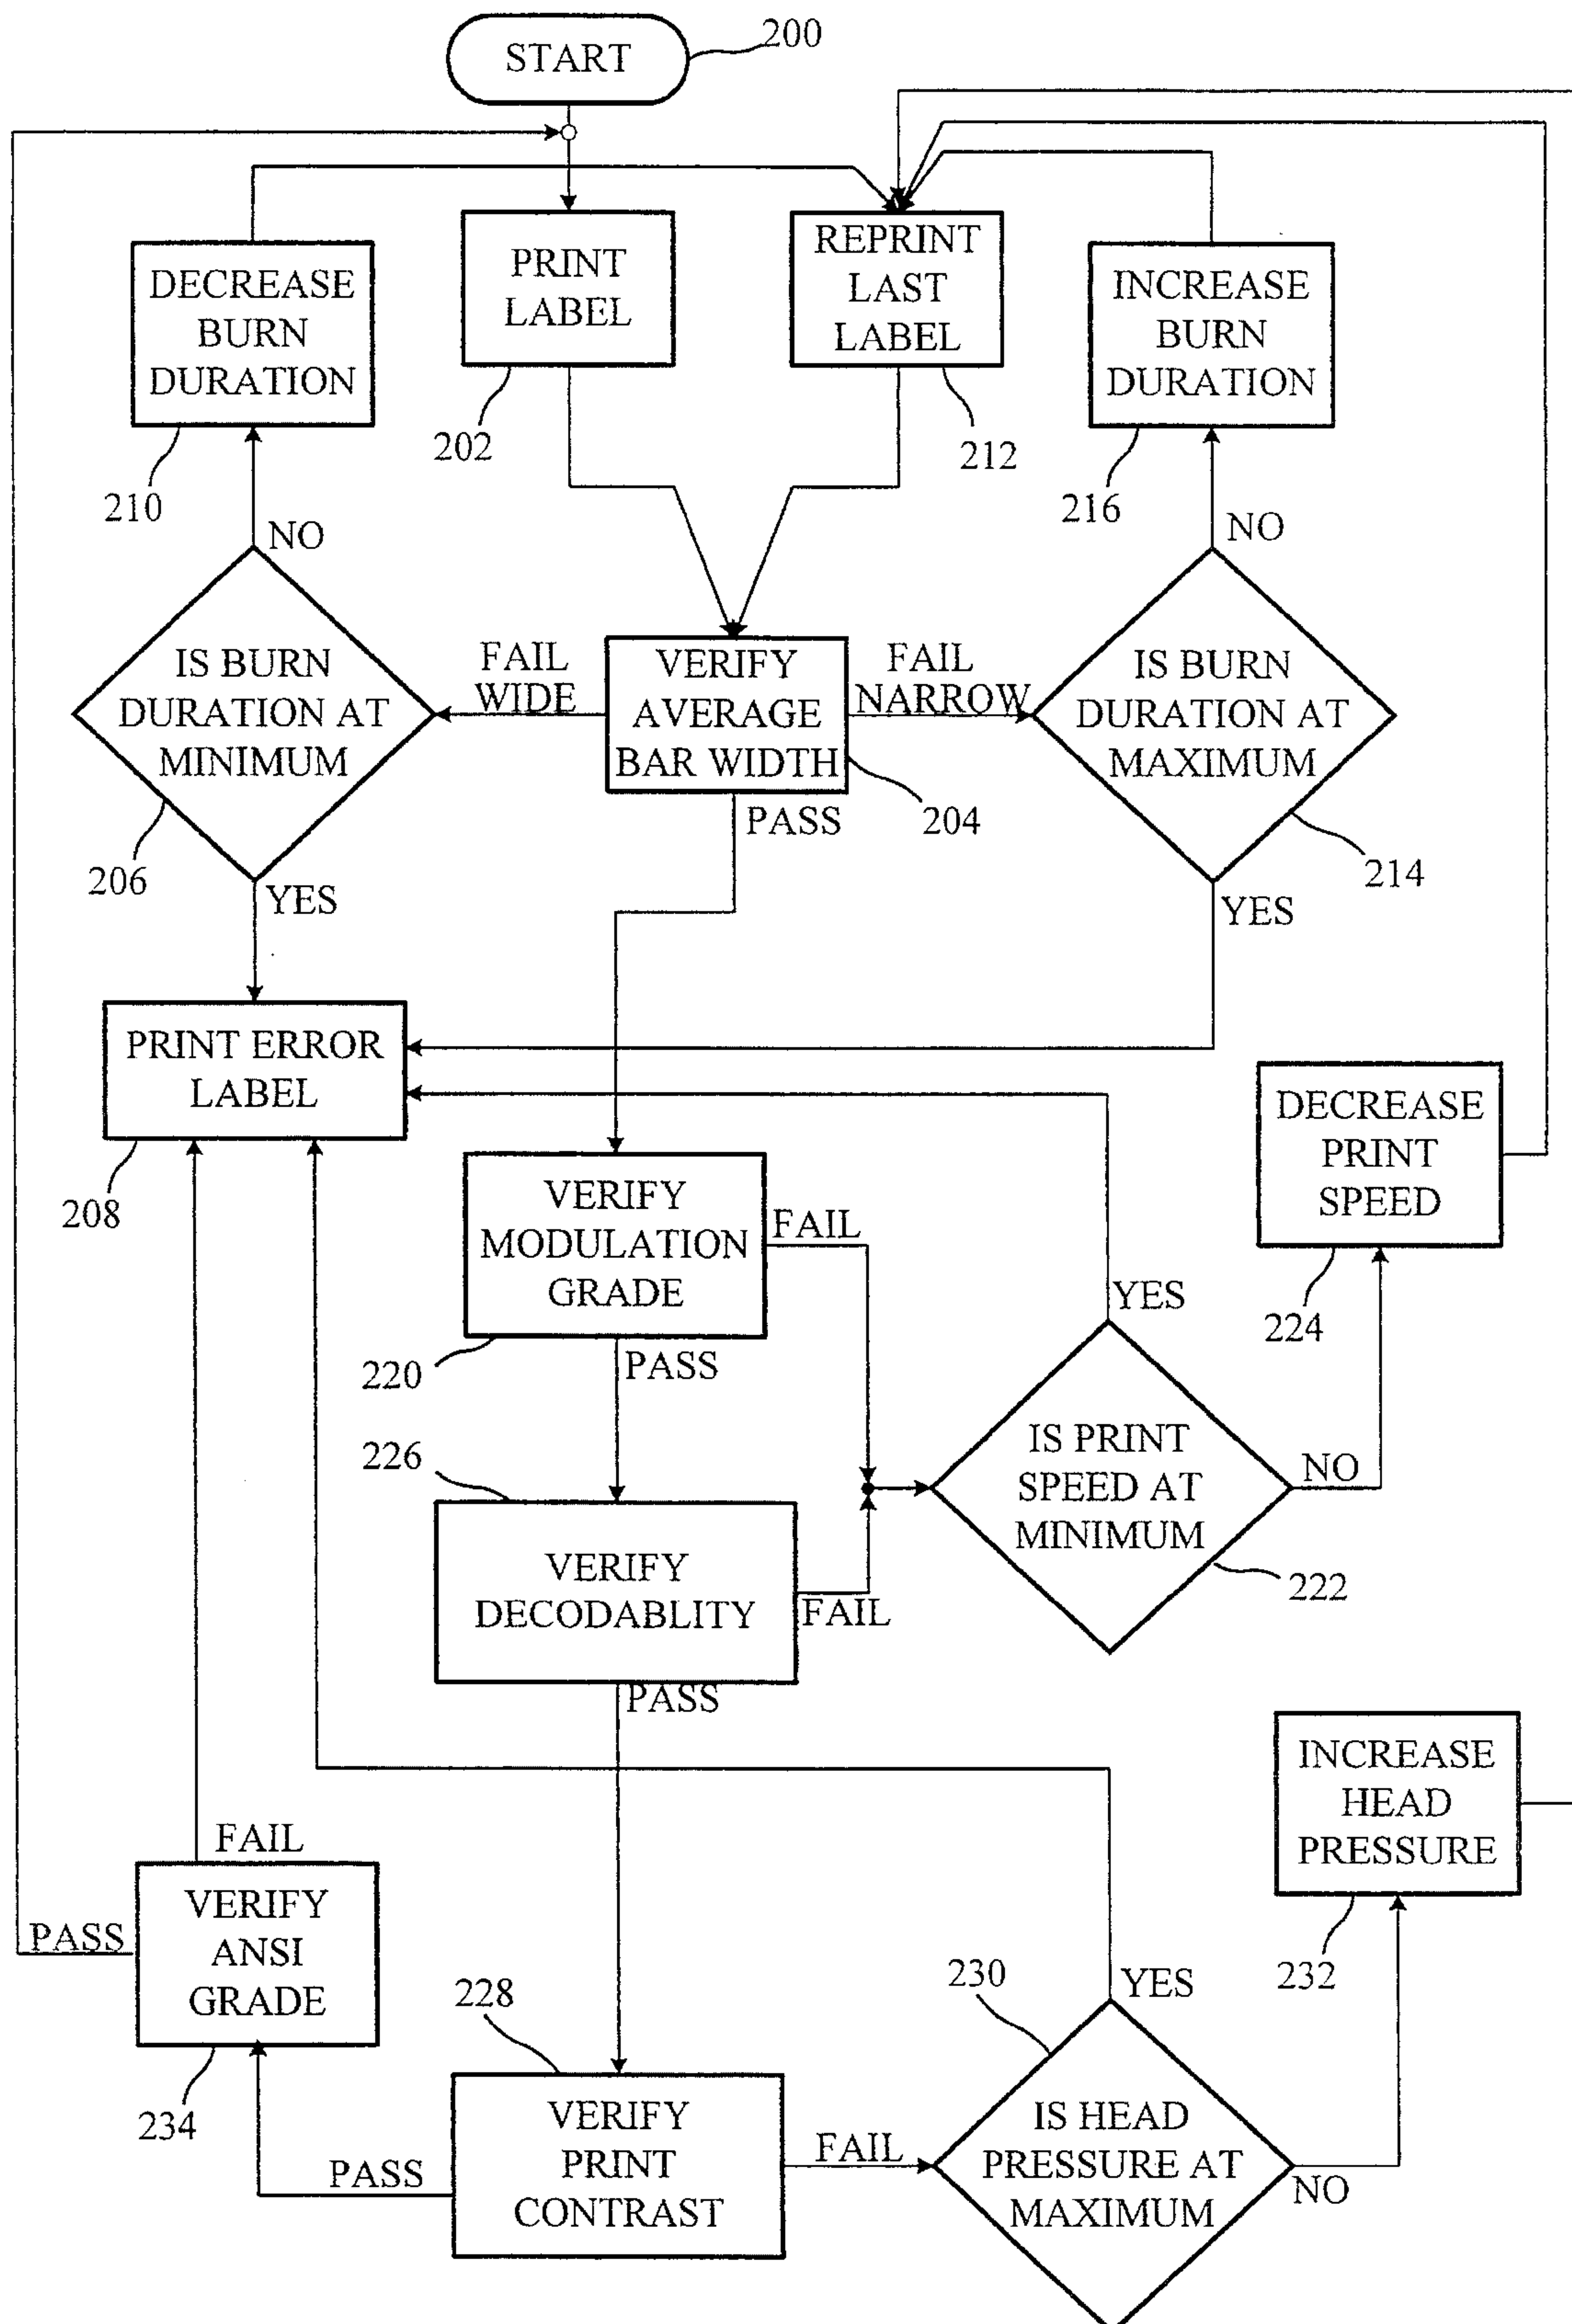 START
200
PRINT
LABEL
202
REPRINT
LAST
LABEL
212
DECREASE
BURN
DURATION
210
INCREASE
BURN
DURATION
216
NO
NO
IS BURN
DURATION AT
MINIMUM
206
FAIL
WIDE
VERIFY
AVERAGE
BAR WIDTH
204
FAIL
NARROW
IS BURN
DURATION AT
MAXIMUM
214
PASS
YES
YES
PRINT ERROR
LABEL
208
DECREASE
PRINT
SPEED
224
VERIFY
MODULATION
GRADE
220
FAIL
YES
PASS
226
IS PRINT
SPEED AT
MINIMUM
222
NO
VERIFY
DECODABLITY
FAIL
PASS
INCREASE
HEAD
PRESSURE
232
FAIL
VERIFY
ANSI
GRADE
234
PASS
228
230
YES
VERIFY
PRINT
CONTRAST
PASS
FAIL
IS HEAD
PRESSURE AT
MAXIMUM
NO